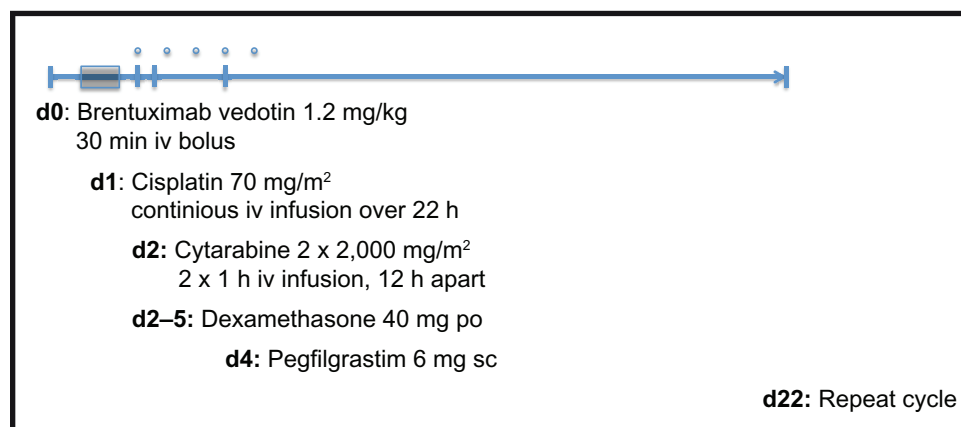 d0: Brentuximab vedotin 1.2 mg/kg
30 min iv bolus
d1: Cisplatin 70 mg/m²
continious iv infusion over 22 h
d2: Cytarabine 2 x 2,000 mg/m²
2 x 1 h iv infusion, 12 h apart
d2–5: Dexamethasone 40 mg po
d4: Pegfilgrastim 6 mg sc
d22: Repeat cycle